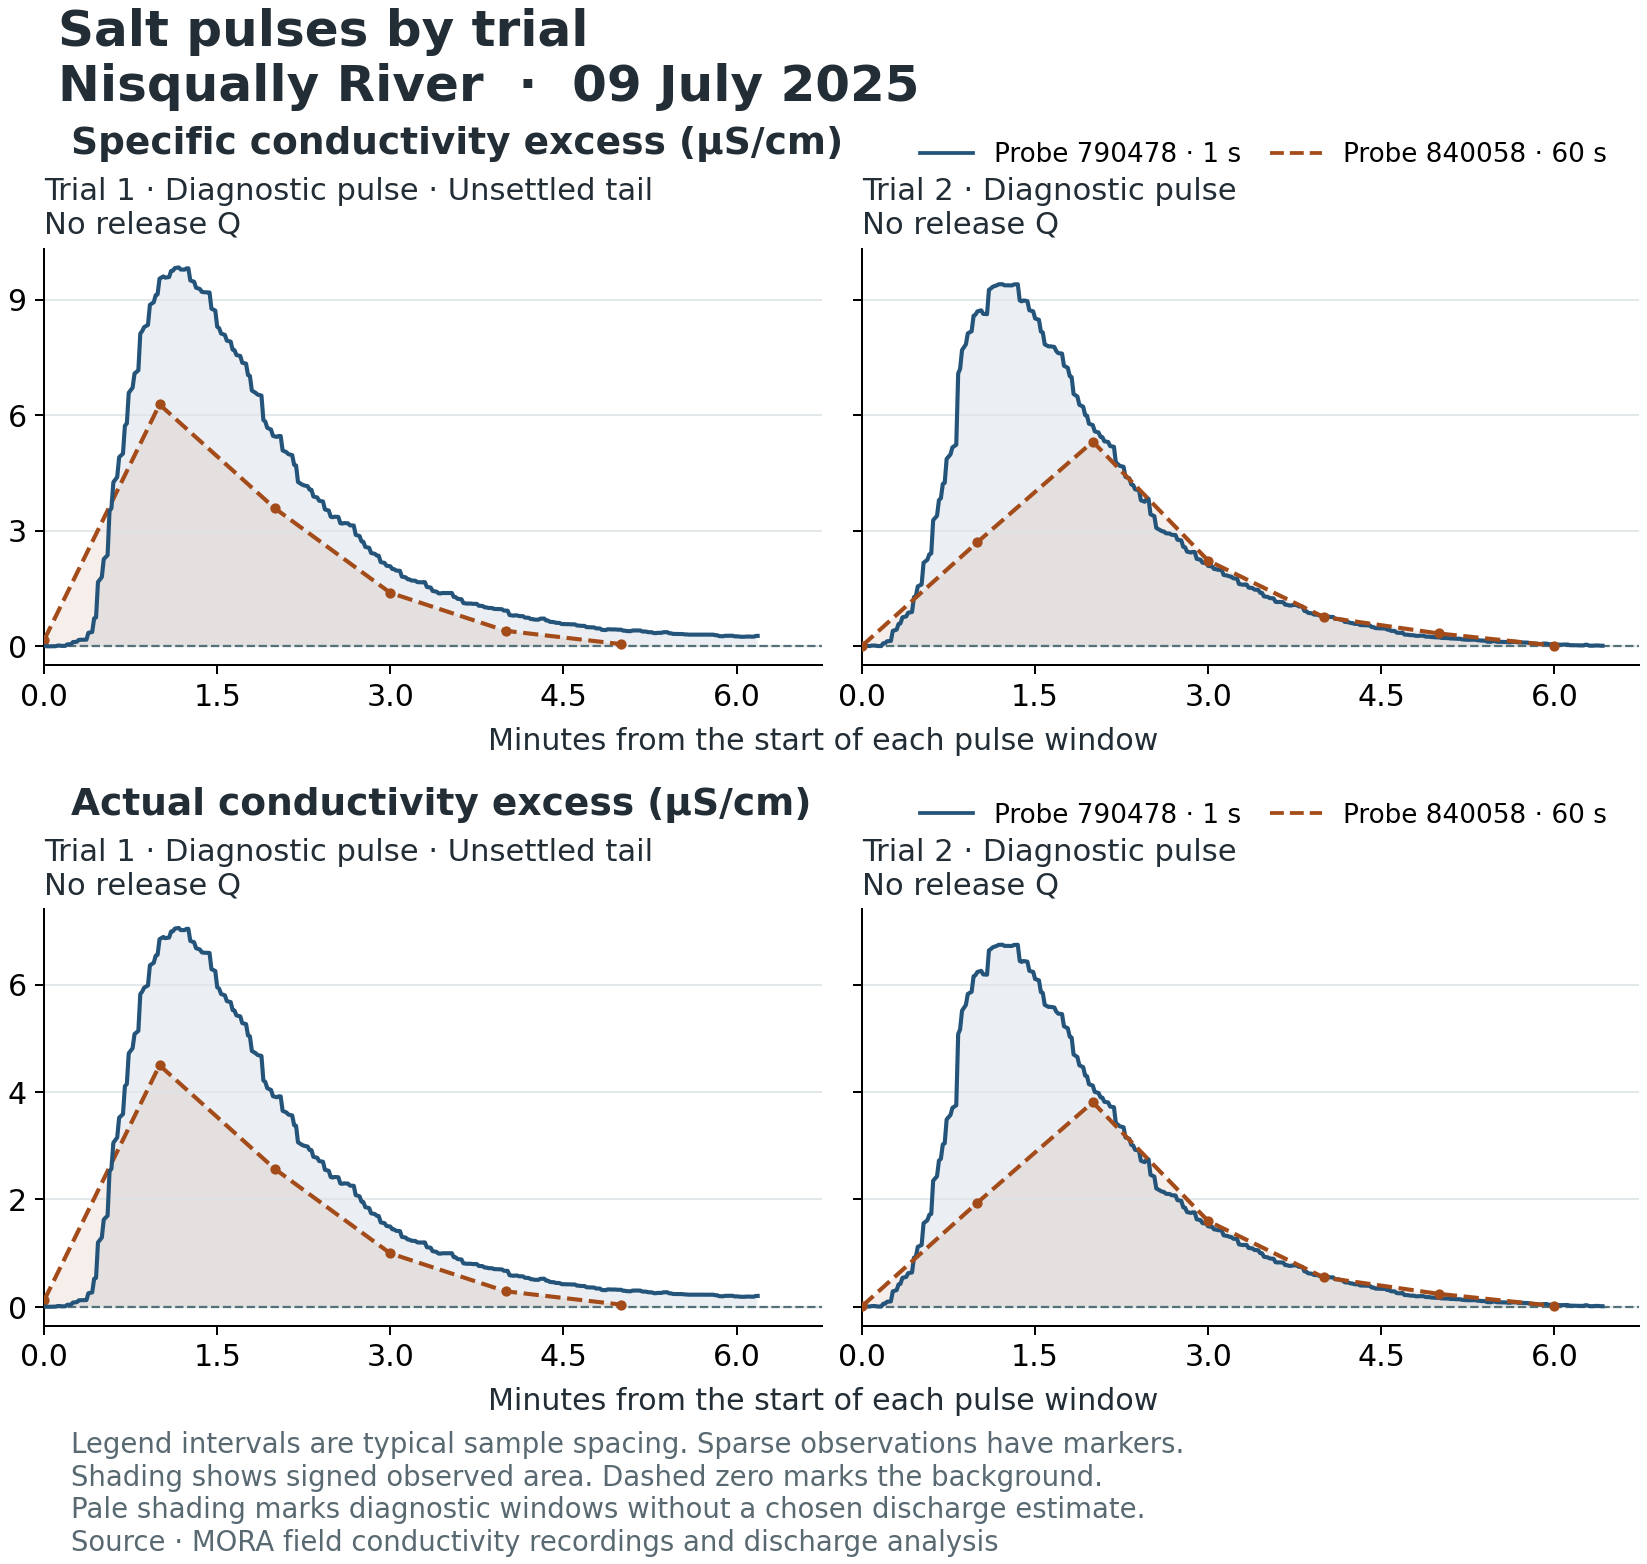 Salt pulses by trial
Nisqually River · 09 July 2025
Specific conductivity excess (µS/cm)
Probe 790478 · 1 s
Probe 840058 · 60 s
Trial 1 · Diagnostic pulse · Unsettled tail
No release Q
Trial 2 · Diagnostic pulse
No release Q
9
6
3
0
0.0 1.5 3.0 4.5 6.0
0.0 1.5 3.0 4.5 6.0
Minutes from the start of each pulse window
Actual conductivity excess (µS/cm)
Probe 790478 · 1 s
Probe 840058 · 60 s
Trial 1 · Diagnostic pulse · Unsettled tail
No release Q
Trial 2 · Diagnostic pulse
No release Q
6
4
2
0
0.0 1.5 3.0 4.5 6.0
0.0 1.5 3.0 4.5 6.0
Minutes from the start of each pulse window
Legend intervals are typical sample spacing. Sparse observations have markers.
Shading shows signed observed area. Dashed zero marks the background.
Pale shading marks diagnostic windows without a chosen discharge estimate.
Source · MORA field conductivity recordings and discharge analysis